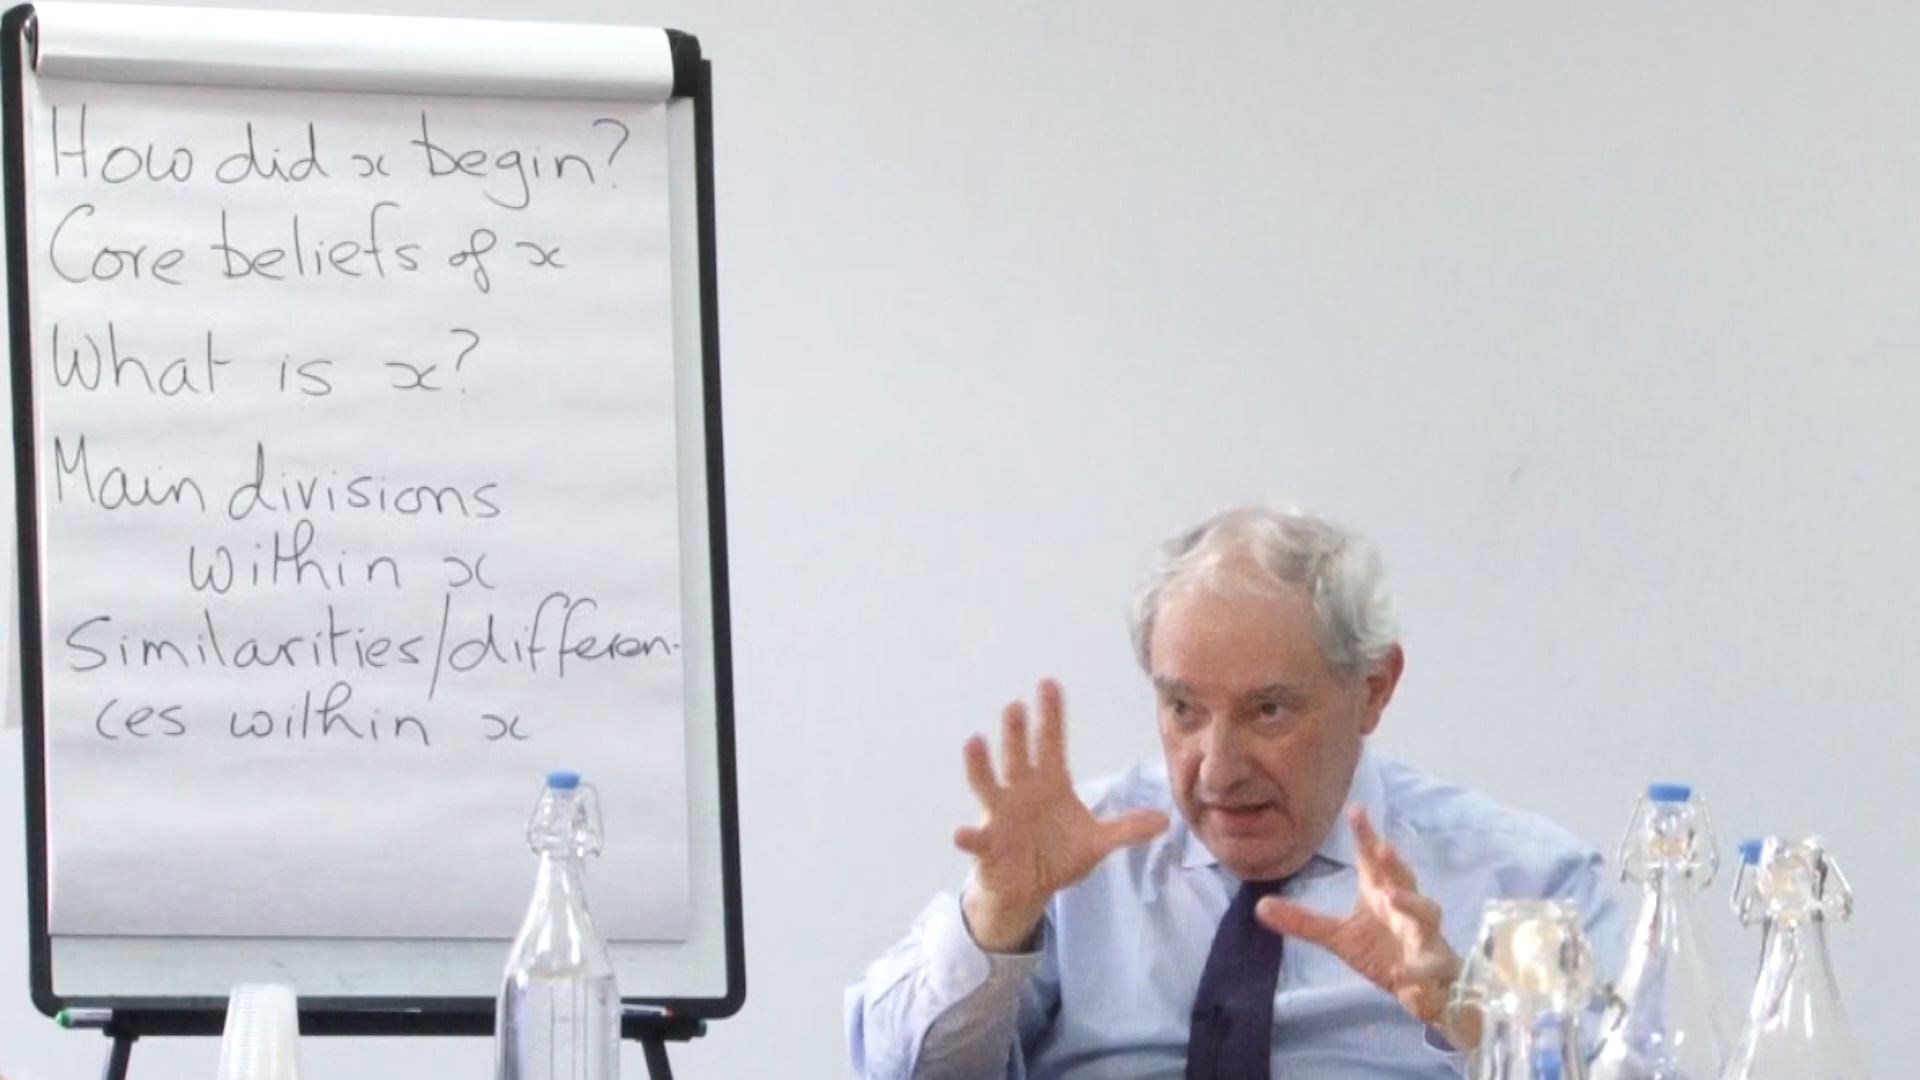 How did x begin?
Core beliefs of x
What is x?
Main divisions
within x
Similarities/differen-
ces within x